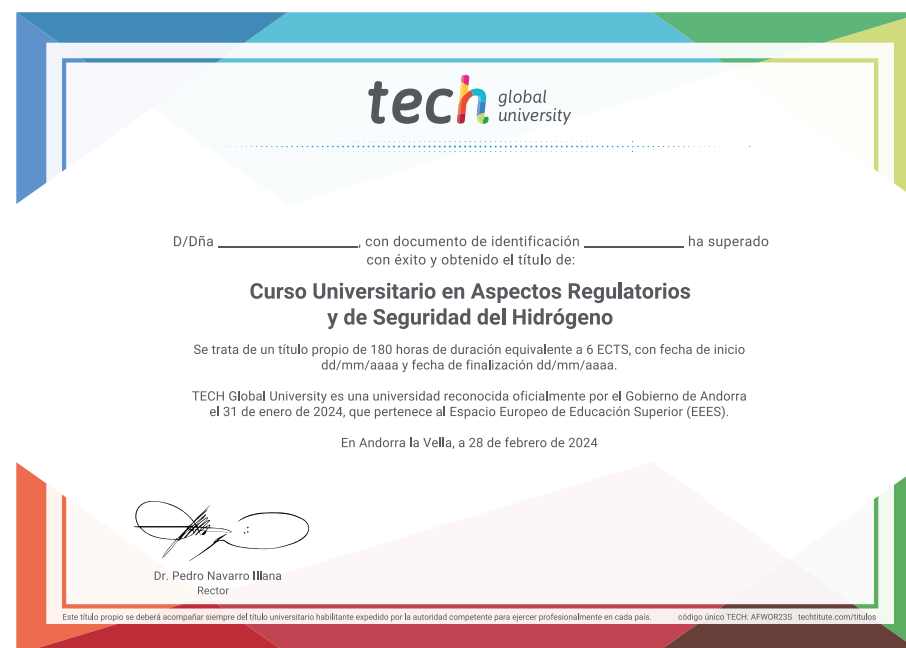 tech global university
D/Dña ____________, con documento de identificación ____________ ha superado
con éxito y obtenido el título de:
Curso Universitario en Aspectos Regulatorios
y de Seguridad del Hidrógeno
Se trata de un título propio de 180 horas de duración equivalente a 6 ECTS, con fecha de inicio
dd/mm/aaaa y fecha de finalización dd/mm/aaaa.
TECH Global University es una universidad reconocida oficialmente por el Gobierno de Andorra
el 31 de enero de 2024, que pertenece al Espacio Europeo de Educación Superior (EEES).
En Andorra la Vella, a 28 de febrero de 2024
Dr. Pedro Navarro Illana
Rector
Este título propio se deberá acompañar siempre del título universitario habilitante expedido por la autoridad competente para ejercer profesionalmente en cada país. código único TECH: AFWOR23S techtitute.com/titulos